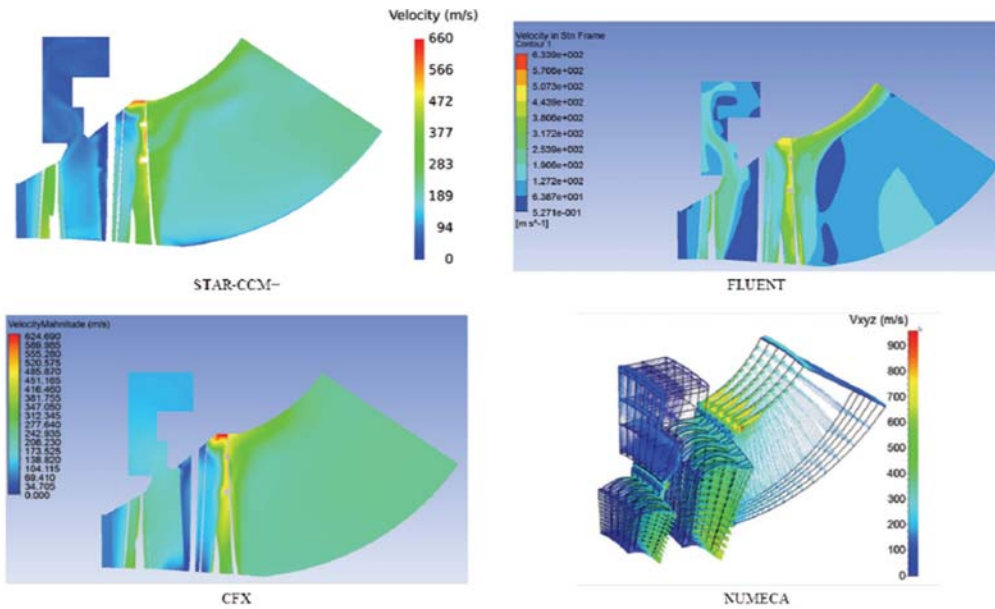 Velocity (m/s)
660
566
472
377
283
189
94
0
STAR-CCM+
Velocity in Stn Frame
Contour 1
6.339e+002
5.706e+002
5.073e+002
4.439e+002
3.806e+002
3.172e+002
2.539e+002
1.906e+002
1.272e+002
6.387e+001
5.271e-001
[m s^-1]
FLUENT
VelocityMahnitude (m/s)
624.690
589.985
555.280
520.575
485.870
451.165
416.460
381.755
347.050
312.345
277.640
242.935
208.230
173.525
138.820
104.115
69.410
34.705
0.000
CFX
Vxyz (m/s)
900
800
700
600
500
400
300
200
100
0
NUMECA